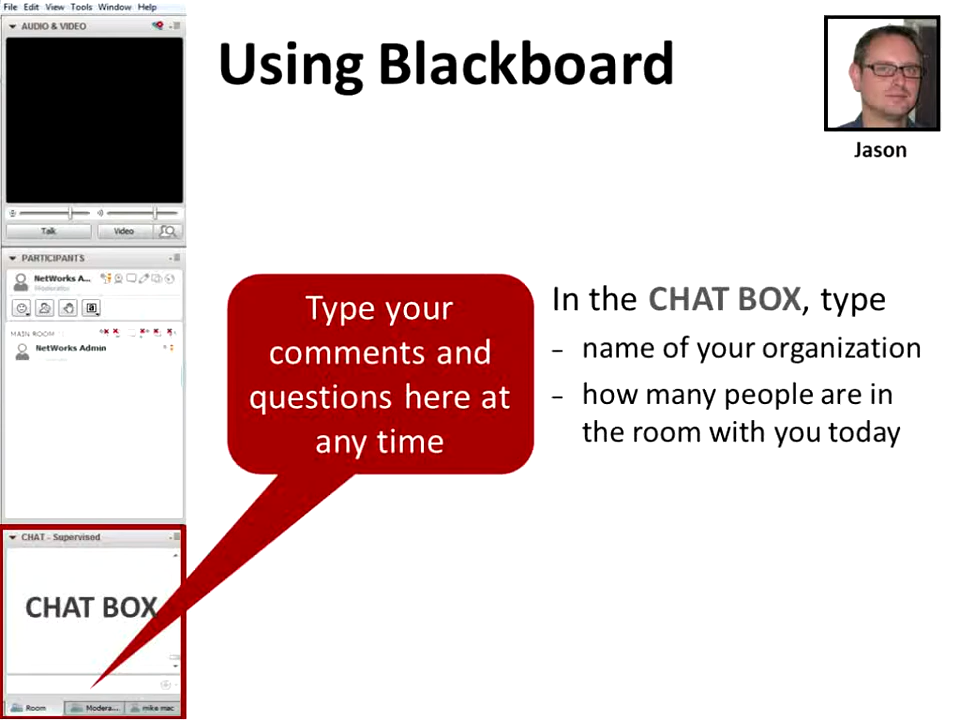 File Edit View Tools Window Help
AUDIO & VIDEO
Talk
Video
PARTICIPANTS
NetWorks A...
Moderator
MAIN ROOM
NetWorks Admin
CHAT - Supervised
CHAT BOX
Room
Modera...
mike mac
Using Blackboard
Jason
Type your
comments and
questions here at
any time
In the CHAT BOX, type
– name of your organization
– how many people are in
the room with you today